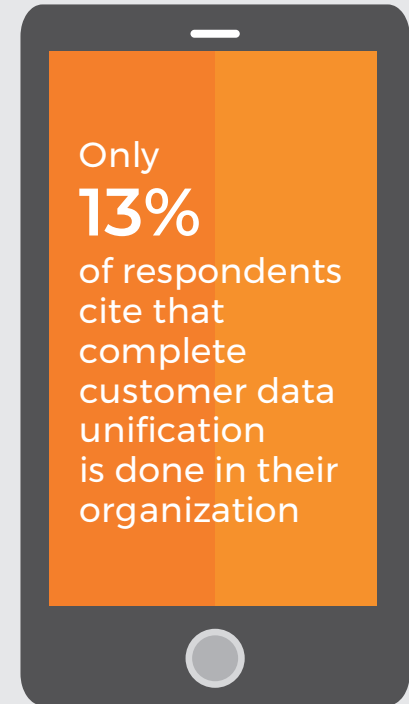 Only
13%
of respondents
cite that
complete
customer data
unification
is done in their
organization